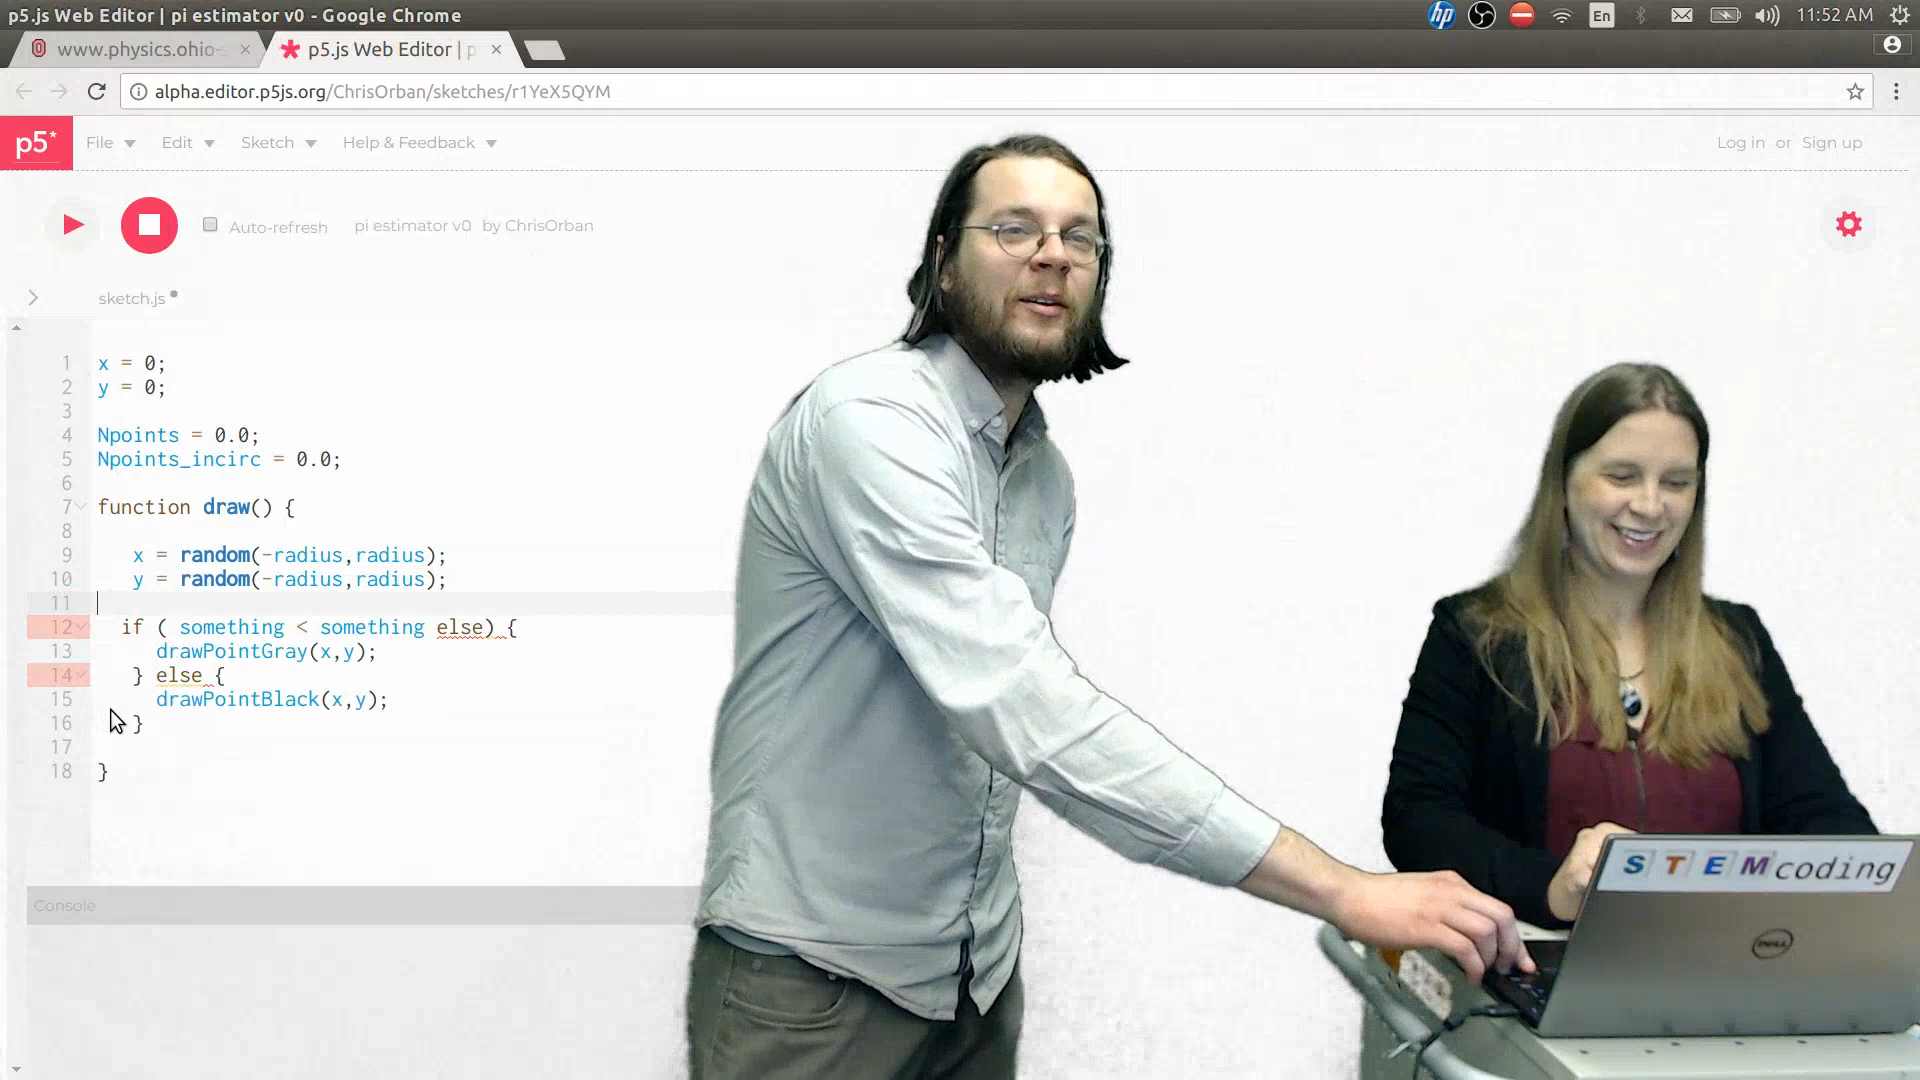 p5.js Web Editor | pi estimator v0 - Google Chrome
En
11:52 AM
www.physics.ohio-
p5.js Web Editor | p
alpha.editor.p5js.org/ChrisOrban/sketches/r1YeX5QYM
p5*
File
Edit
Sketch
Help & Feedback
Log in or Sign up
Auto-refresh
pi estimator v0 by ChrisOrban
sketch.js
1 x = 0;
2 y = 0;
3
4 Npoints = 0.0;
5 Npoints_incirc = 0.0;
6
7 function draw() {
8
9 x = random(-radius,radius);
10 y = random(-radius,radius);
11
12 if ( something < something else) {
13 drawPointGray(x,y);
14 } else {
15 drawPointBlack(x,y);
16 }
17
18 }
Console
hp
STEMcoding
DELL